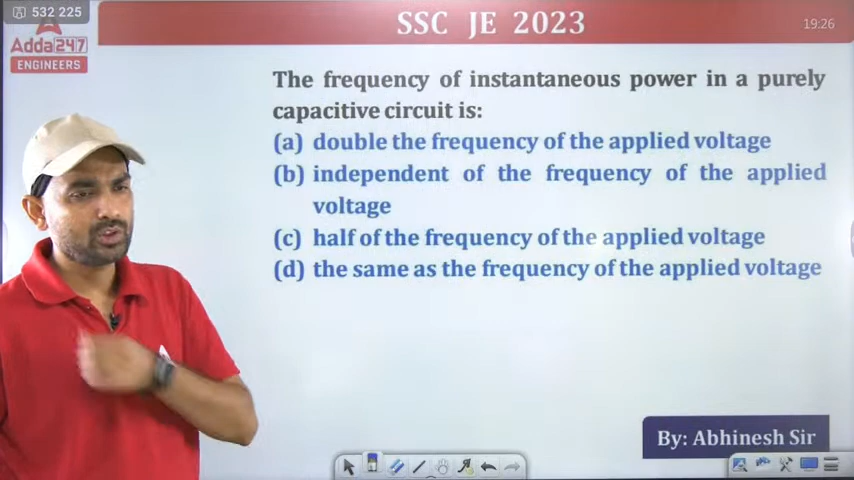 532 225
SSC JE 2023
19:26
Adda247
ENGINEERS
The frequency of instantaneous power in a purely
capacitive circuit is:
(a) double the frequency of the applied voltage
(b) independent of the frequency of the applied
voltage
(c) half of the frequency of the applied voltage
(d) the same as the frequency of the applied voltage
By: Abhinesh Sir